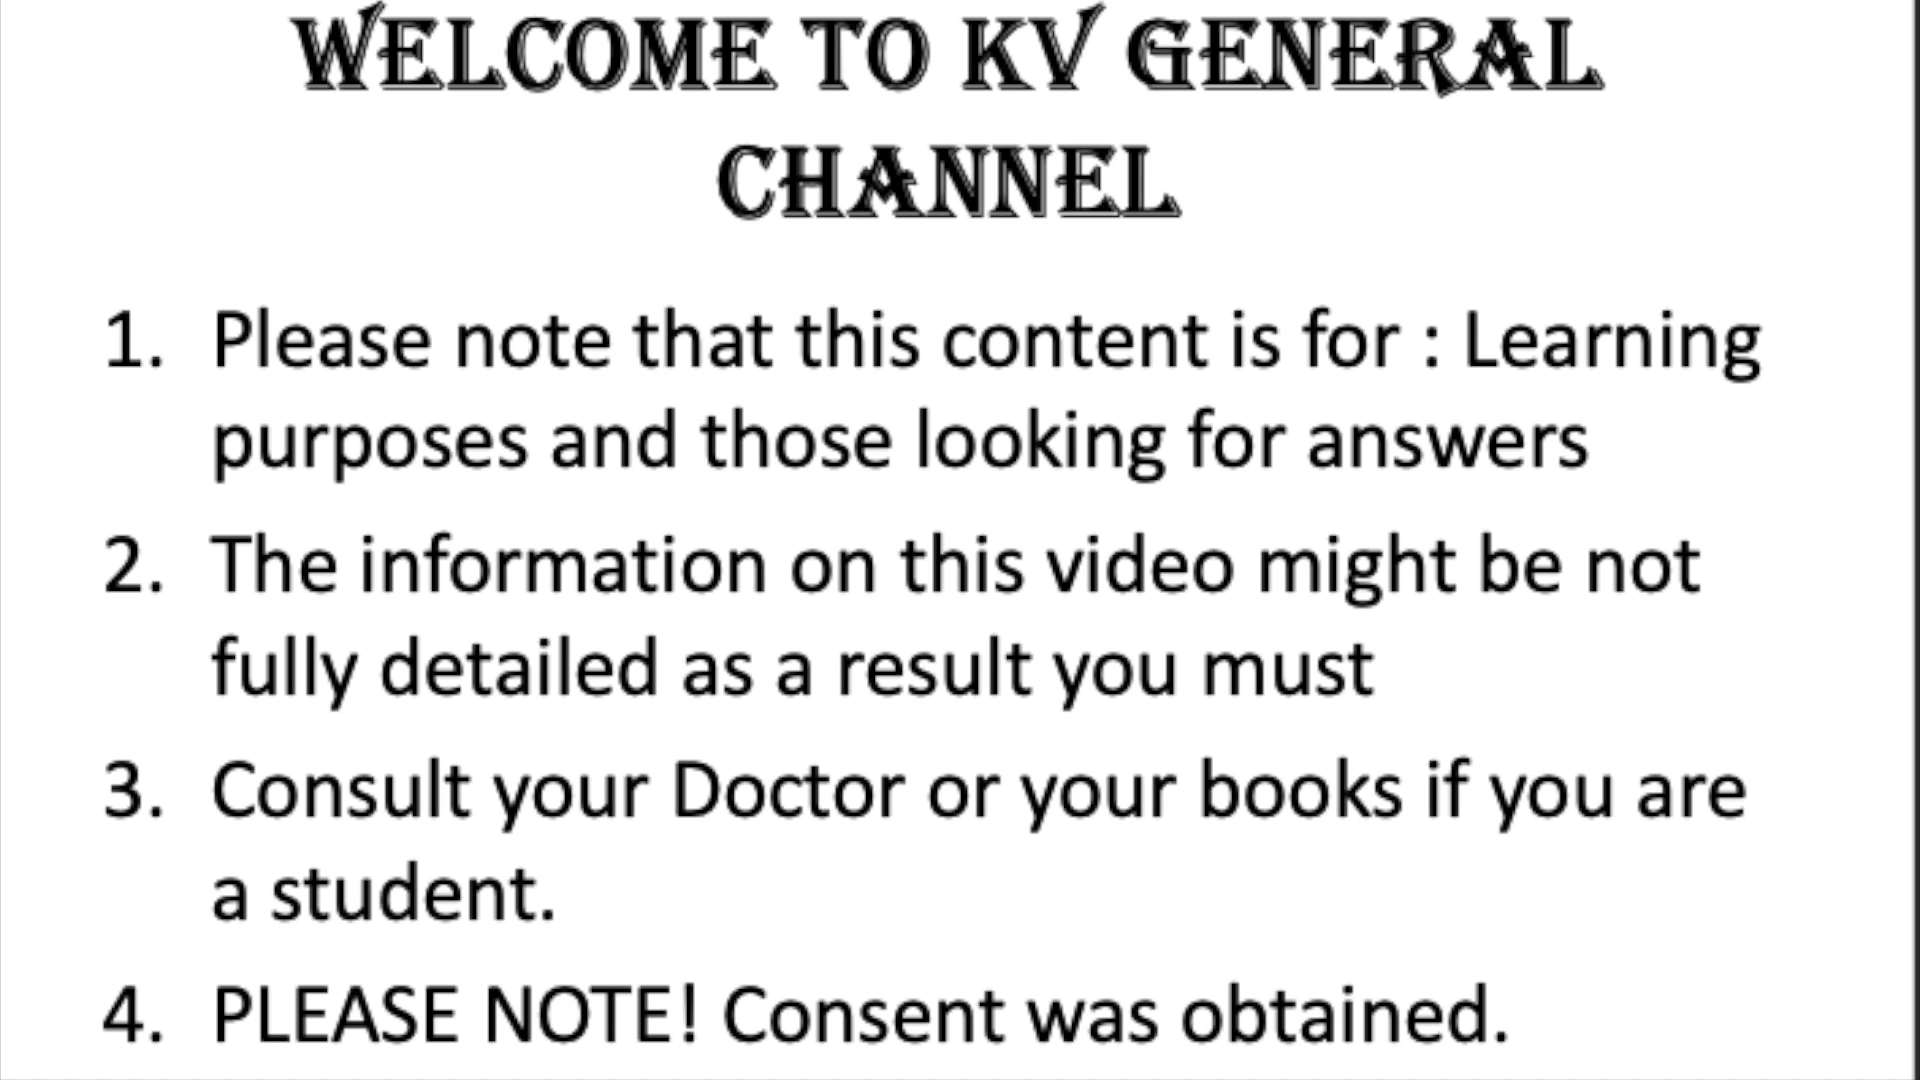 WELCOME TO KV GENERAL
CHANNEL
1. Please note that this content is for : Learning
purposes and those looking for answers
2. The information on this video might be not
fully detailed as a result you must
3. Consult your Doctor or your books if you are
a student.
4. PLEASE NOTE! Consent was obtained.